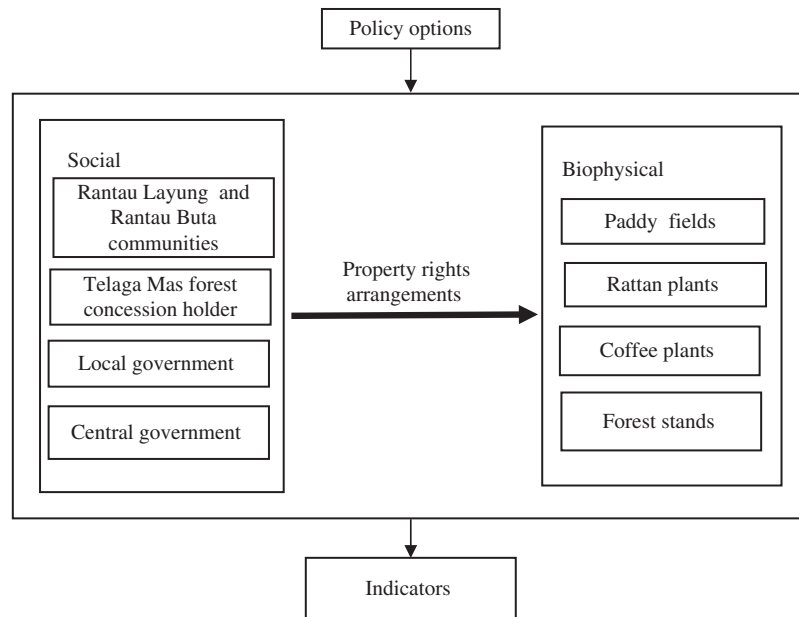 Policy options
Social
Rantau Layung and
Rantau Buta
communities
Telaga Mas forest
concession holder
Local government
Central government
Property rights
arrangements
Biophysical
Paddy fields
Rattan plants
Coffee plants
Forest stands
Indicators